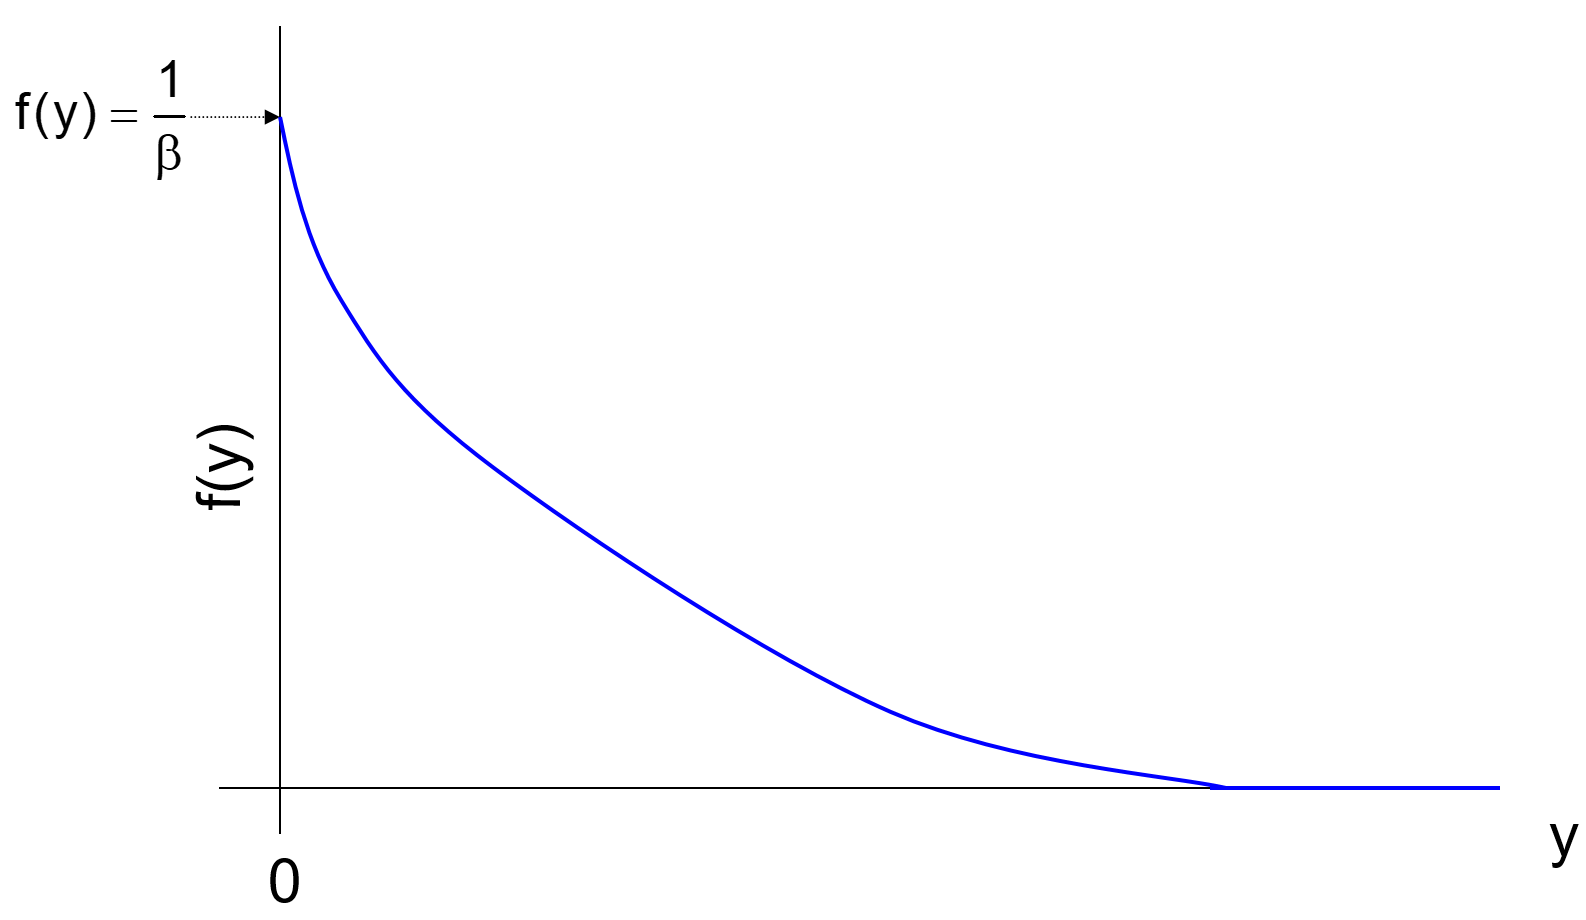 f(y) = 1/β
f(y)
0
y